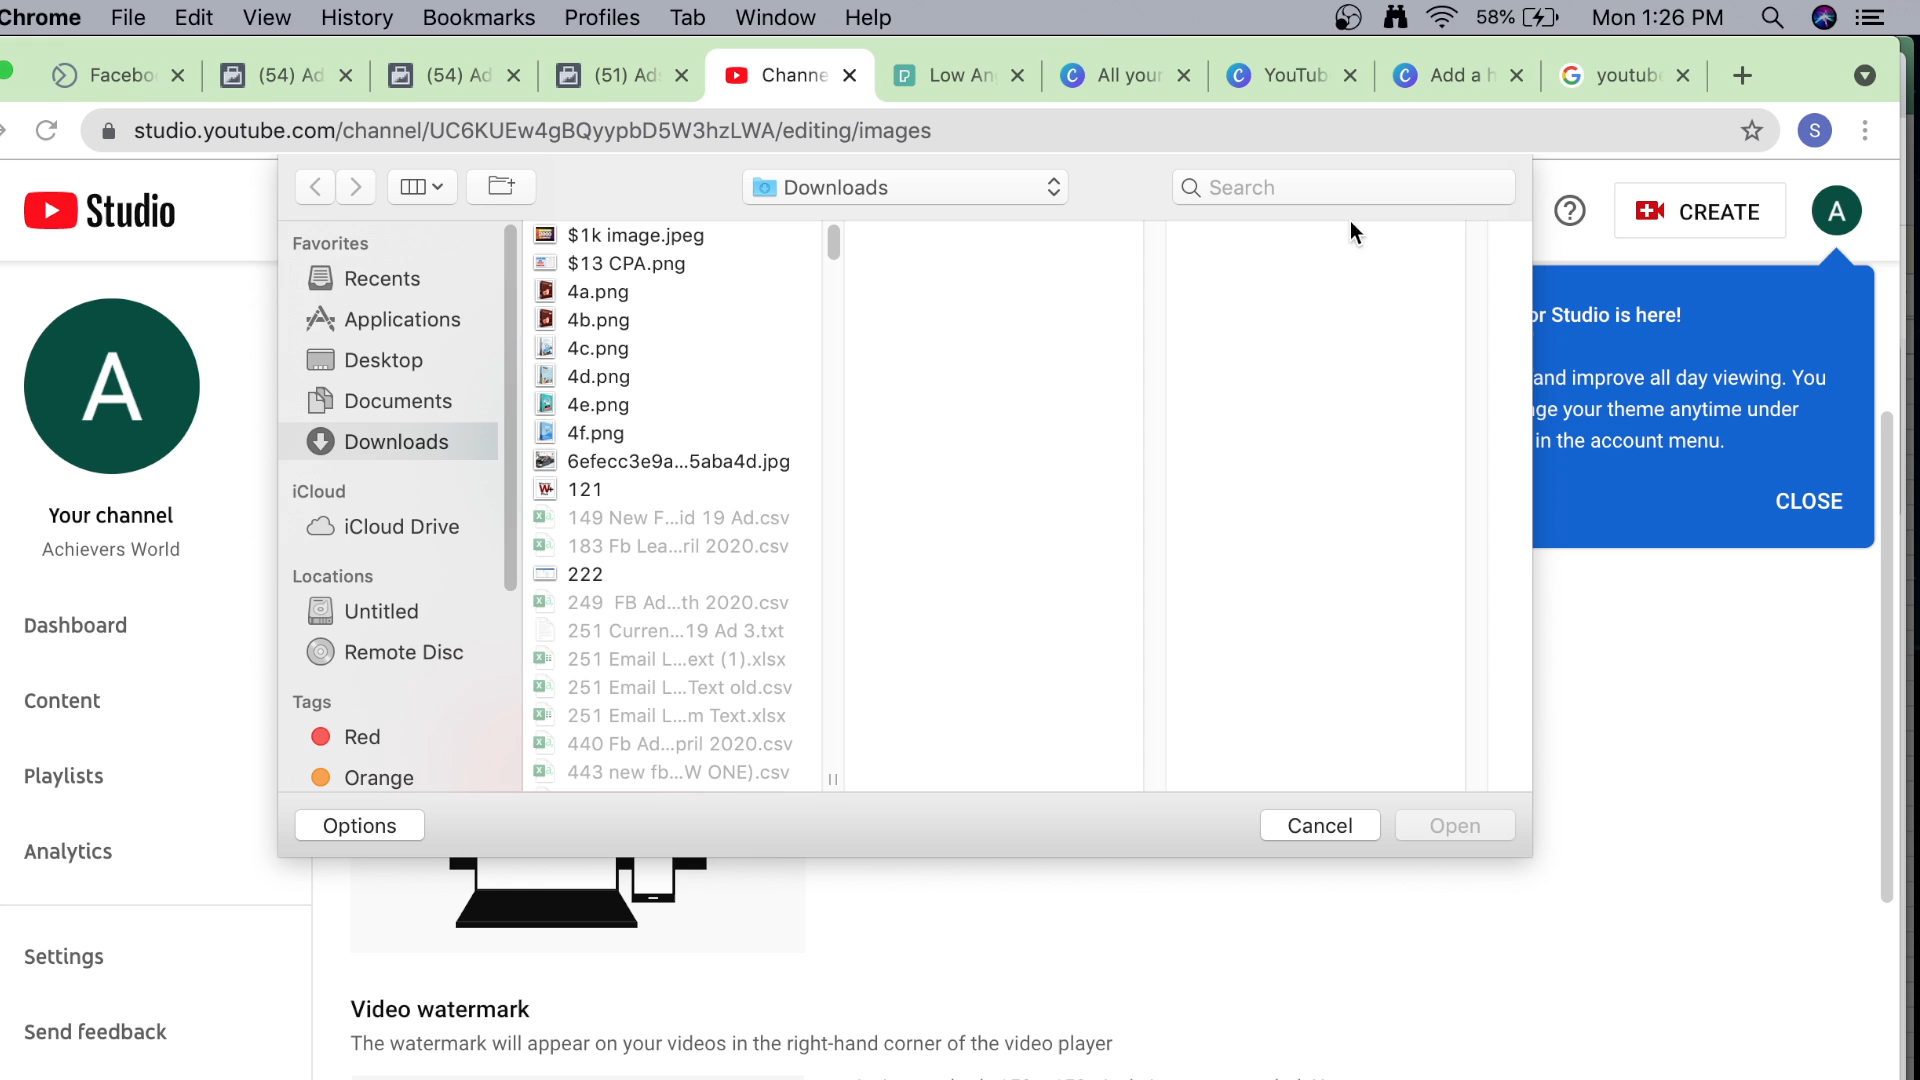 Chrome File Edit View History Bookmarks Profiles Tab Window Help 58% Mon 1:26 PM
Facebo (54) Ad (54) Ad (51) Ads Channe Low An All your YouTub Add a h youtube
studio.youtube.com/channel/UC6KUEw4gBQyypbD5W3hzLWA/editing/images S
Studio
Downloads
Search
CREATE
A
Favorites
Recents
Applications
Desktop
Documents
Downloads
iCloud
iCloud Drive
Locations
Untitled
Remote Disc
Tags
Red
Orange
$1k image.jpeg
$13 CPA.png
4a.png
4b.png
4c.png
4d.png
4e.png
4f.png
6efecc3e9a...5aba4d.jpg
121
149 New F...id 19 Ad.csv
183 Fb Lea...ril 2020.csv
222
249 FB Ad...th 2020.csv
251 Curren...19 Ad 3.txt
251 Email L...ext (1).xlsx
251 Email L...Text old.csv
251 Email L...m Text.xlsx
440 Fb Ad...pril 2020.csv
443 new fb...W ONE).csv
Options
Cancel
Open
or Studio is here!
and improve all day viewing. You
ge your theme anytime under
in the account menu.
CLOSE
A
Your channel
Achievers World
Dashboard
Content
Playlists
Analytics
Settings
Send feedback
Video watermark
The watermark will appear on your videos in the right-hand corner of the video player